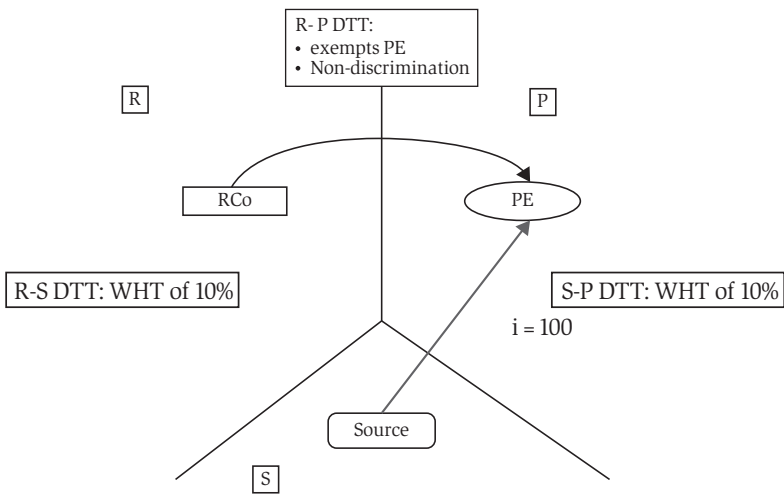 R- P DTT:
• exempts PE
• Non-discrimination
R
P
RCo
PE
R-S DTT: WHT of 10%
S-P DTT: WHT of 10%
i = 100
Source
S